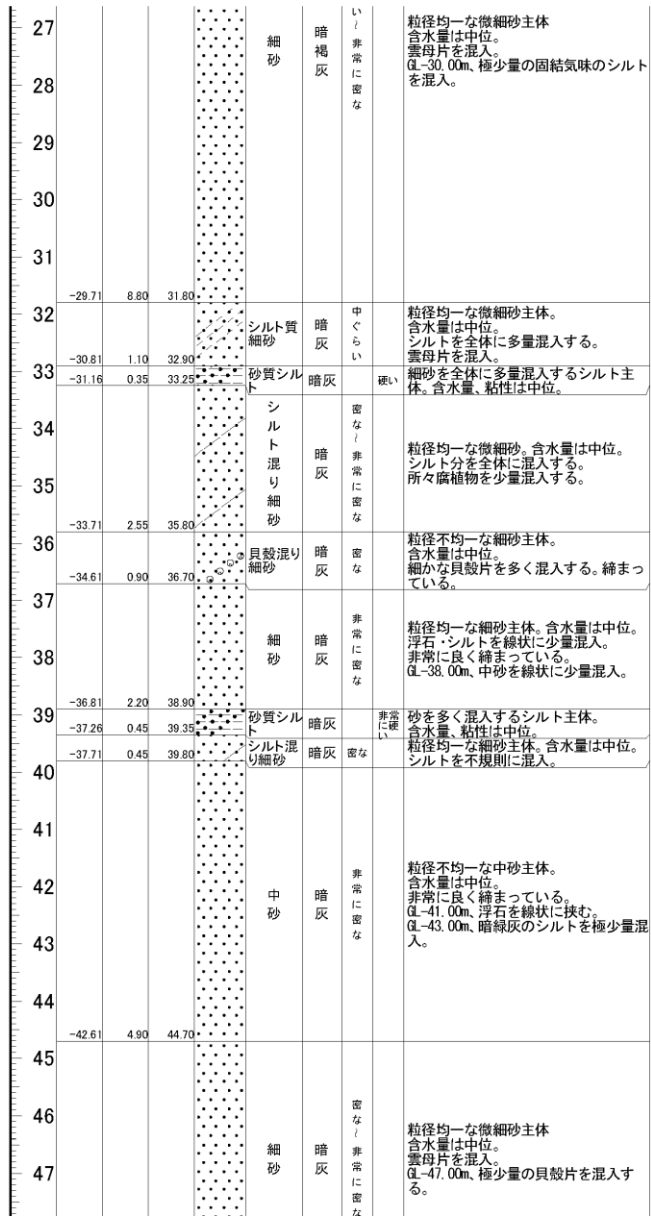 27
28
29
30
31
-29.71 8.80 31.80
細砂
暗褐灰
い～非常に密な
粒径均一な微細砂主体
含水量は中位。
雲母片を混入。
GL-30.00m、極少量の固結気味のシルト
を混入。
32
-30.81 1.10 32.90
シルト質
細砂
暗灰
中ぐらい
粒径均一な微細砂主体。
含水量は中位。
シルトを全体に多量混入する。
雲母片を混入。
33
-31.16 0.35 33.25
砂質シル
ト
暗灰
硬い
細砂を全体に多量混入するシルト主
体。含水量、粘性は中位。
34
35
-33.71 2.55 35.80
シルト混り細砂
暗灰
密な～非常に密な
粒径均一な微細砂。含水量は中位。
シルト分を全体に混入する。
所々腐植物を少量混入する。
36
-34.61 0.90 36.70
貝殻混り
細砂
暗灰
密な
粒径不均一な細砂主体。
含水量は中位。
細かな貝殻片を多く混入する。締まっ
ている。
37
38
-36.81 2.20 38.90
細砂
暗灰
非常に密な
粒径均一な細砂主体。含水量は中位。
浮石・シルトを線状に少量混入。
非常に良く締まっている。
GL-38.00m、中砂を線状に少量混入。
39
-37.26 0.45 39.35
砂質シル
ト
暗灰
非常
に硬
い
砂を多く混入するシルト主体。
含水量、粘性は中位。
-37.71 0.45 39.80
シルト混
り細砂
暗灰
密な
粒径均一な細砂主体。含水量は中位。
シルトを不規則に混入。
40
41
42
43
44
-42.61 4.90 44.70
中砂
暗灰
非常に密な
粒径不均一な中砂主体。
含水量は中位。
非常に良く締まっている。
GL-41.00m、浮石を線状に挟む。
GL-43.00m、暗緑灰のシルトを極少量混
入。
45
46
47
細砂
暗灰
密な～非常に密な
粒径均一な微細砂主体
含水量は中位。
雲母片を混入。
GL-47.00m、極少量の貝殻片を混入す
る。